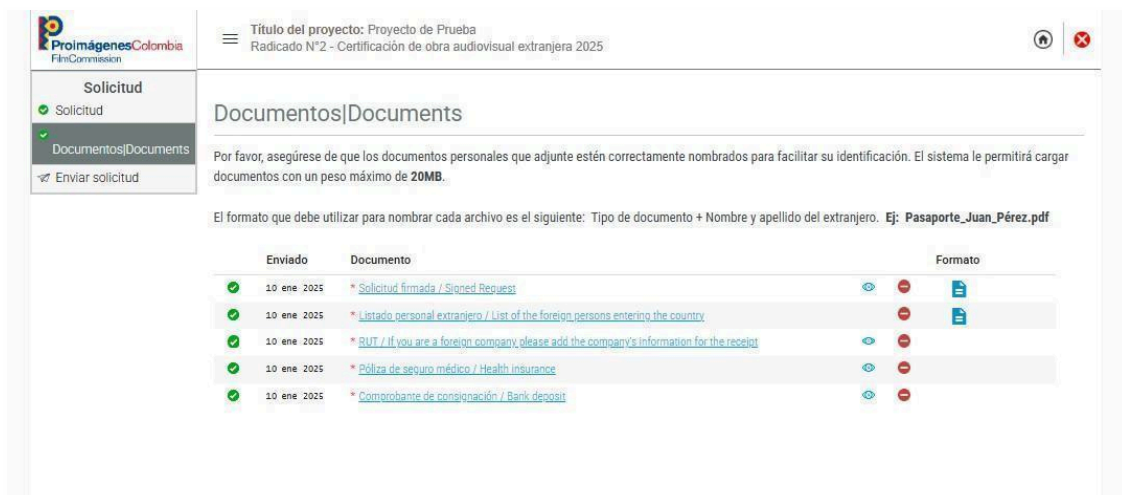 ProimágenesColombia
FilmCommission
Título del proyecto: Proyecto de Prueba
Radicado N°2 - Certificación de obra audiovisual extranjera 2025
Solicitud
Solicitud
Documentos|Documents
Enviar solicitud
Documentos|Documents
Por favor, asegúrese de que los documentos personales que adjunte estén correctamente nombrados para facilitar su identificación. El sistema le permitirá cargar
documentos con un peso máximo de 20MB.
El formato que debe utilizar para nombrar cada archivo es el siguiente: Tipo de documento + Nombre y apellido del extranjero. Ej: Pasaporte_Juan_Pérez.pdf
Enviado Documento Formato
10 ene 2025 * Solicitud firmada / Signed Request
10 ene 2025 * Listado personal extranjero / List of the foreign persons entering the country
10 ene 2025 * RUT / If you are a foreign company please add the company's information for the receipt
10 ene 2025 * Póliza de seguro médico / Health insurance
10 ene 2025 * Comprobante de consignación / Bank deposit